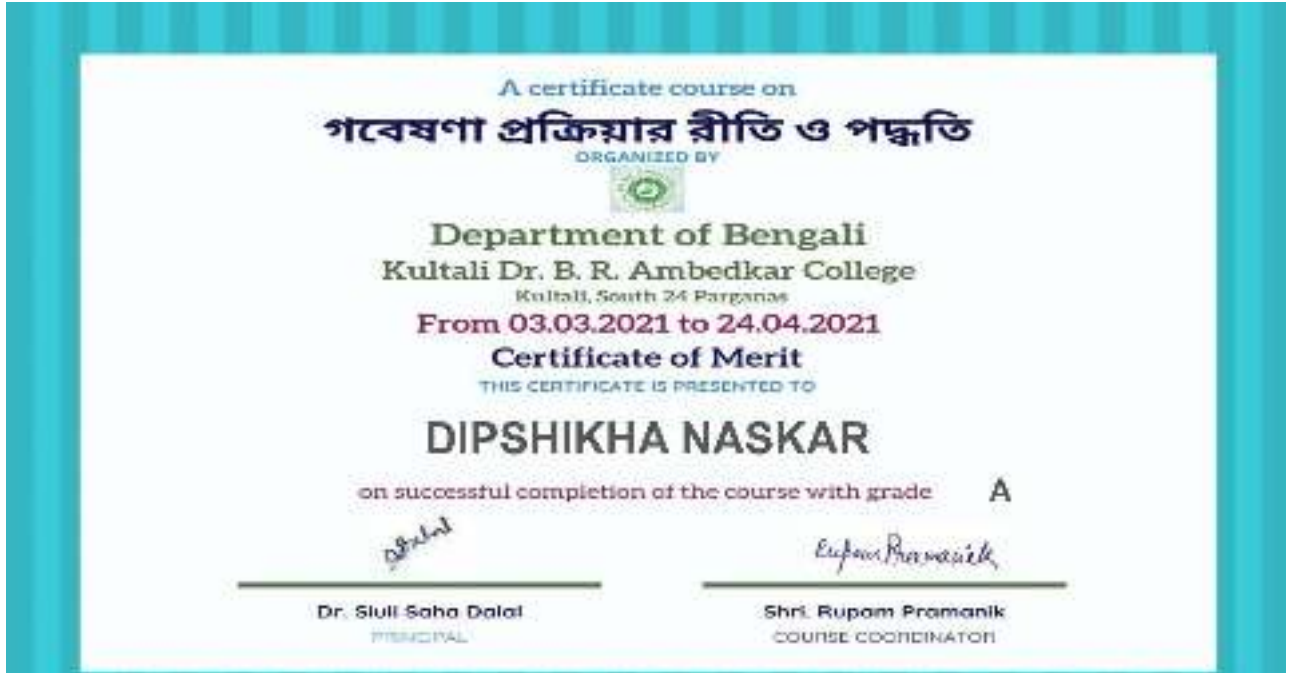 A certificate course on
গবেষণা প্রক্রিয়ার রীতি ও পদ্ধতি
ORGANIZED BY
Department of Bengali
Kultali Dr. B. R. Ambedkar College
Kultali, South 24 Parganas
From 03.03.2021 to 24.04.2021
Certificate of Merit
THIS CERTIFICATE IS PRESENTED TO
DIPSHIKHA NASKAR
on successful completion of the course with grade A
Rupam Pramanik
Dr. Siuli Saha Dalal
Shri. Rupam Pramanik
PRINCIPAL
COURSE COORDINATOR